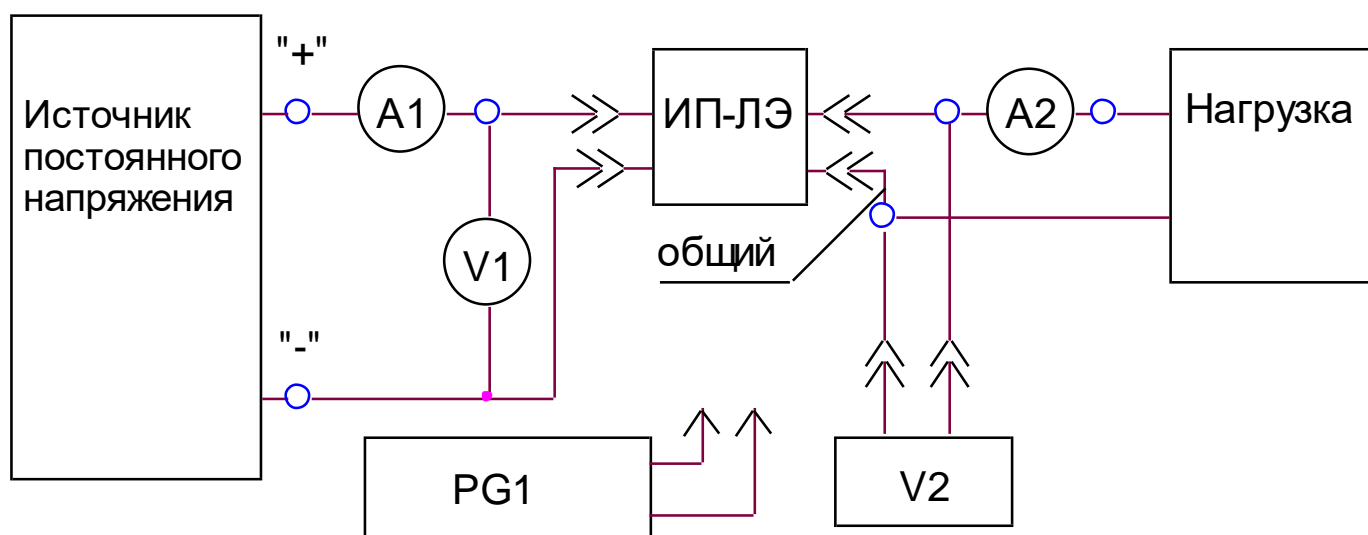 Источник
постоянного
напряжения
"+"
A1
V1
"-"
ИП-ЛЭ
общий
A2
Нагрузка
PG1
V2